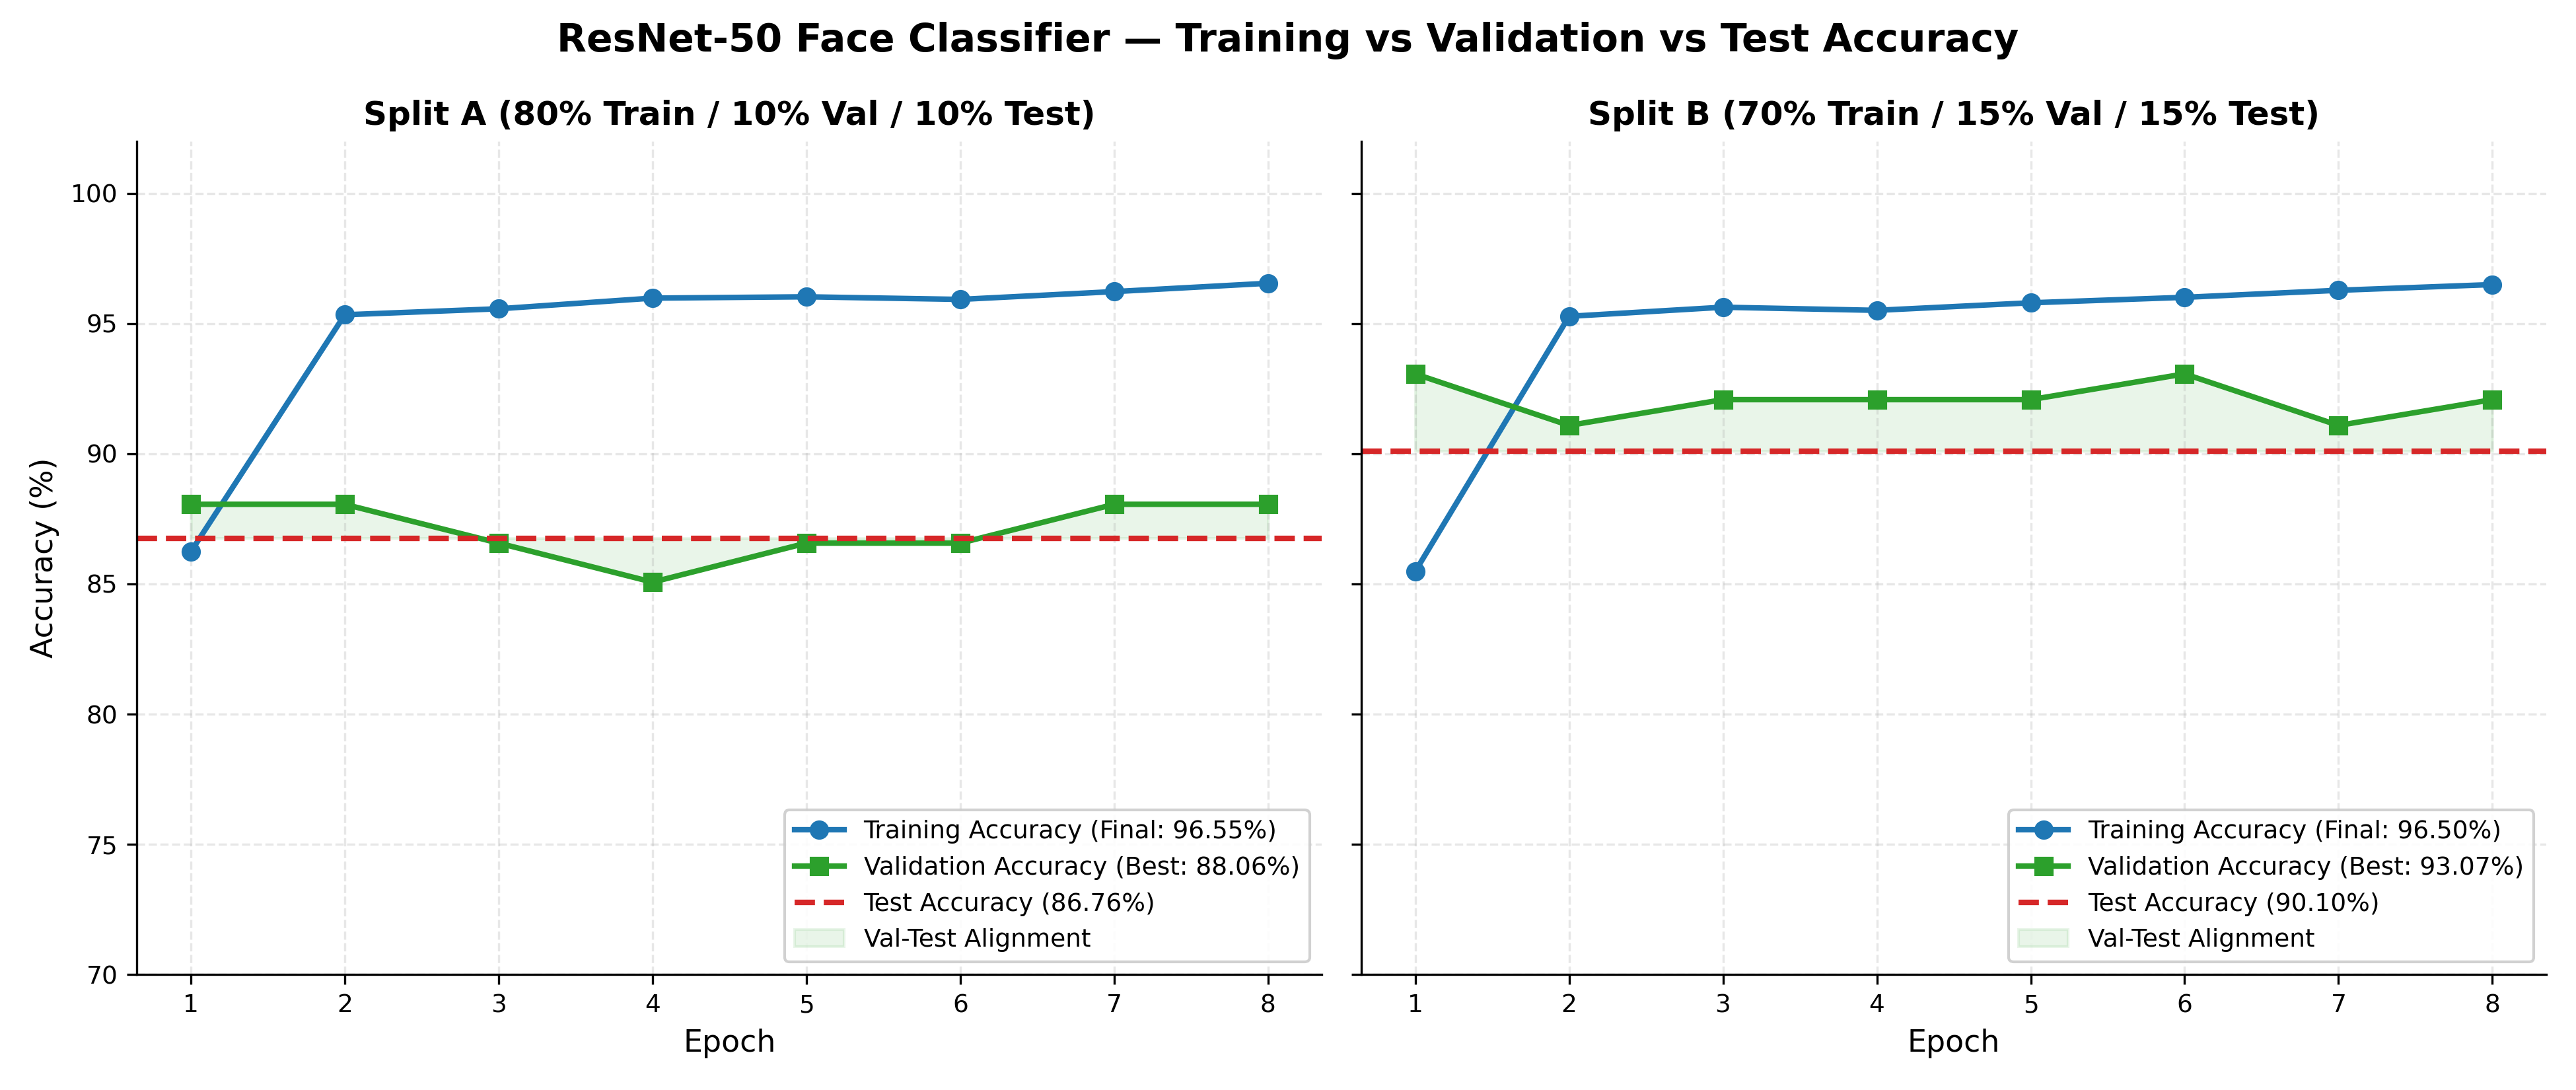 ResNet-50 Face Classifier — Training vs Validation vs Test Accuracy
Split A (80% Train / 10% Val / 10% Test)
Accuracy (%)
100
95
90
85
80
75
70
1 2 3 4 5 6 7 8
Epoch
Training Accuracy (Final: 96.55%)
Validation Accuracy (Best: 88.06%)
Test Accuracy (86.76%)
Val-Test Alignment
Split B (70% Train / 15% Val / 15% Test)
1 2 3 4 5 6 7 8
Epoch
Training Accuracy (Final: 96.50%)
Validation Accuracy (Best: 93.07%)
Test Accuracy (90.10%)
Val-Test Alignment